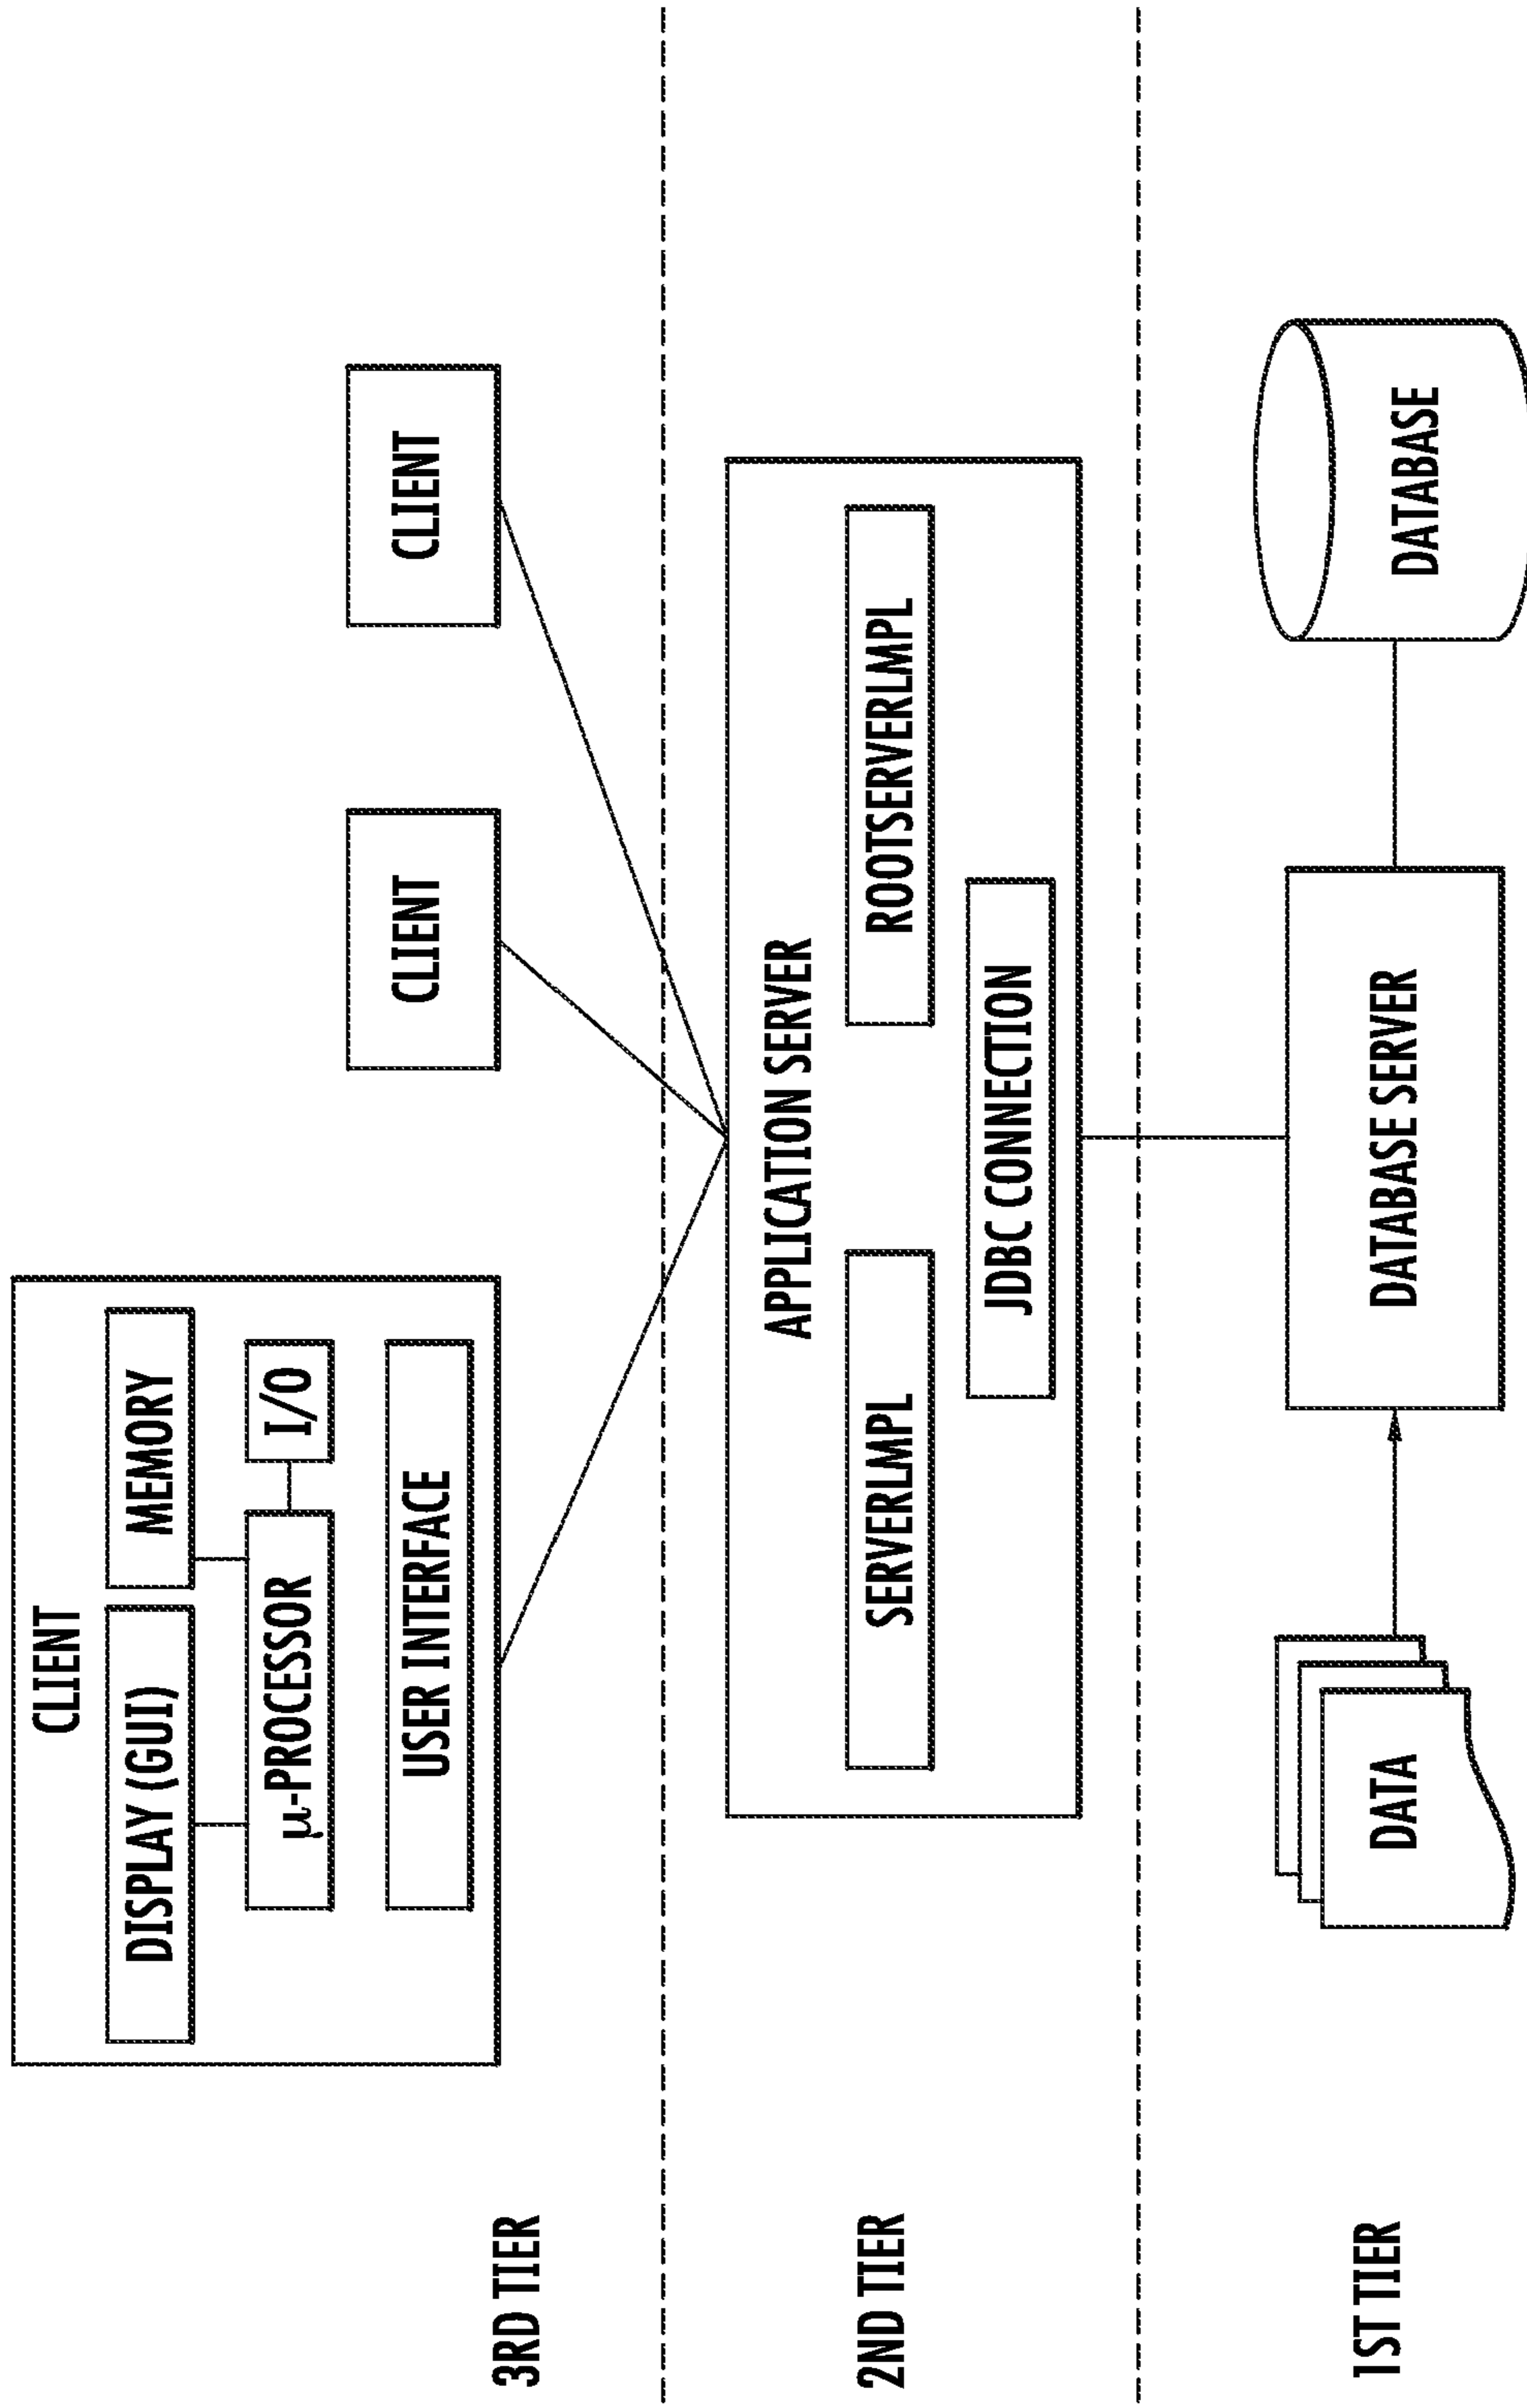 CLIENT
DISPLAY (GUI)
MEMORY
µ-PROCESSOR
I/O
USER INTERFACE
CLIENT
CLIENT
3RD TIER
APPLICATION SERVER
SERVERLMPL
ROOTSERVERLMPL
JDBC CONNECTION
2ND TIER
DATA
DATABASE SERVER
DATABASE
1ST TIER